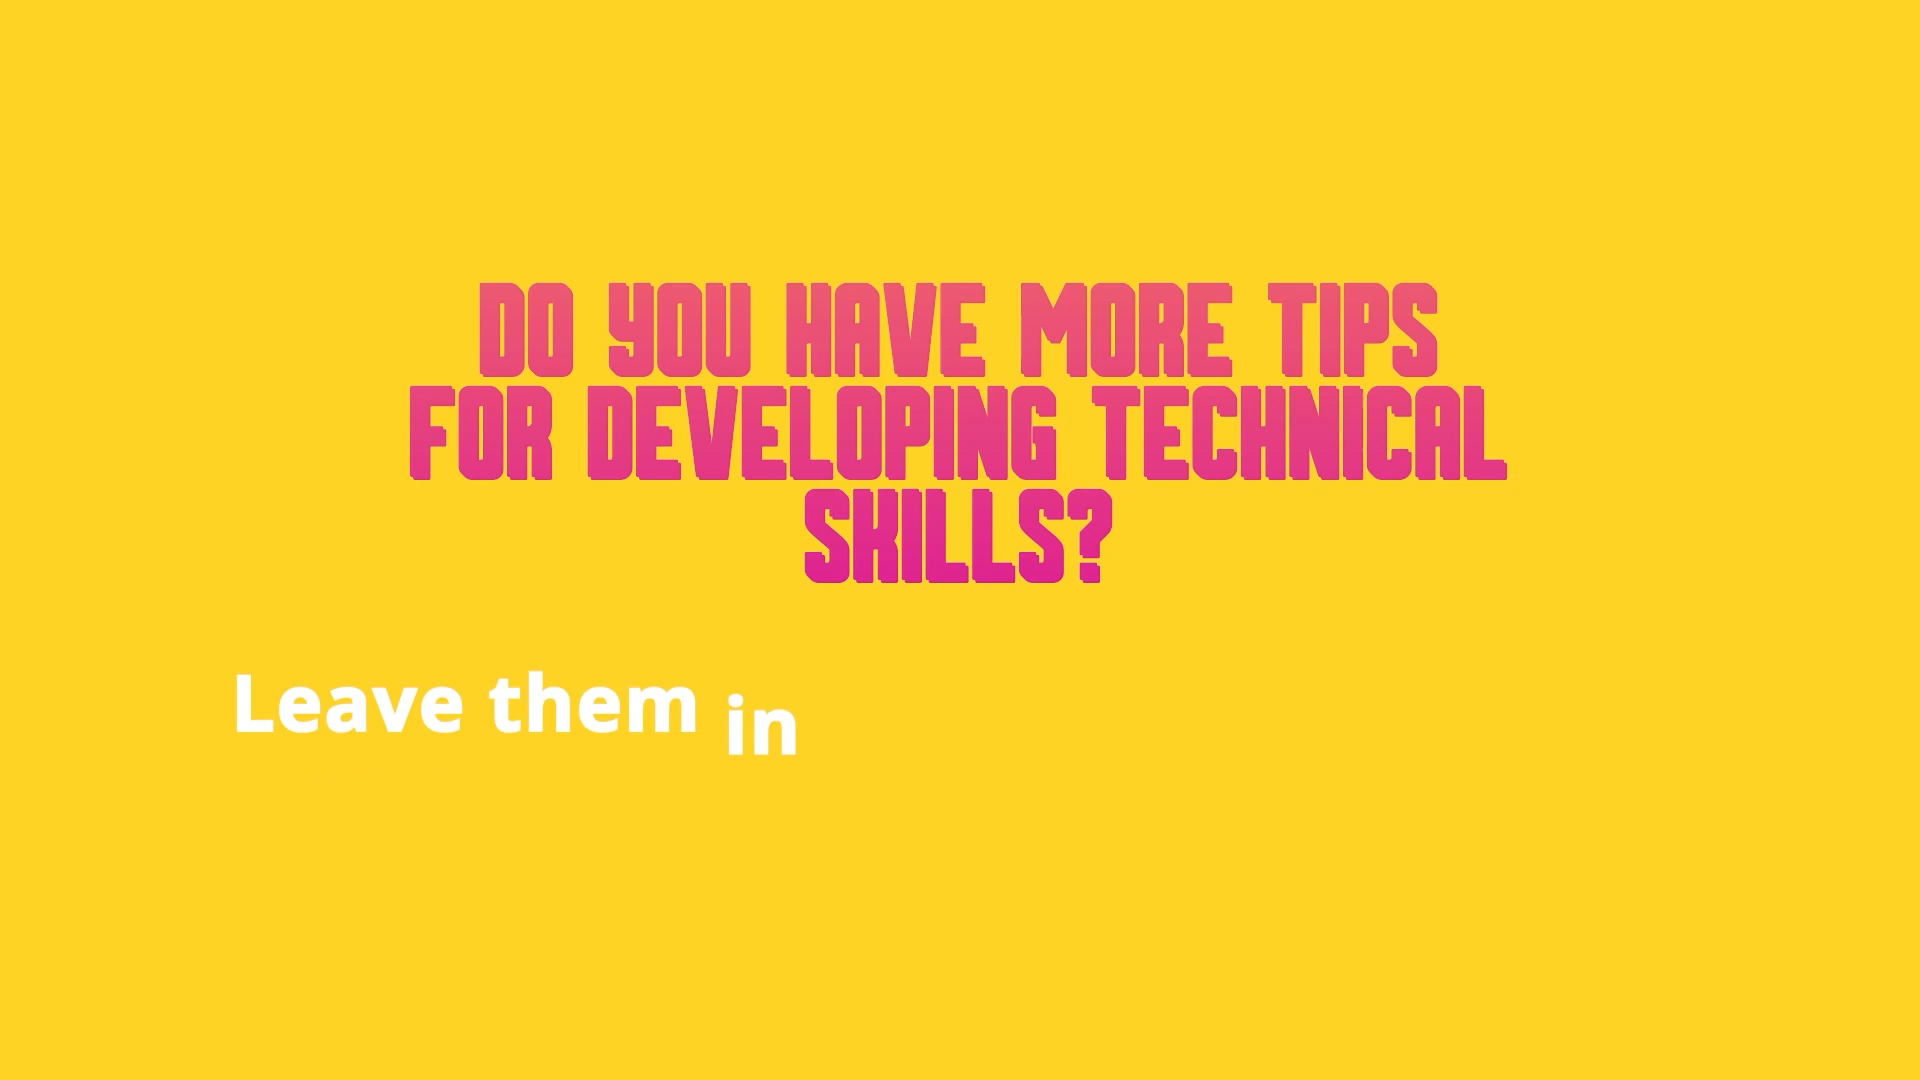 DO YOU HAVE MORE TIPS
FOR DEVELOPING TECHNICAL
SKILLS?
Leave them in